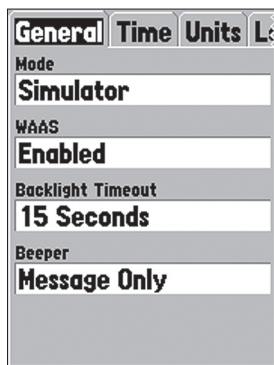 General Time Units
Mode
Simulator
WAAS
Enabled
Backlight Timeout
15 Seconds
Beeper
Message Only